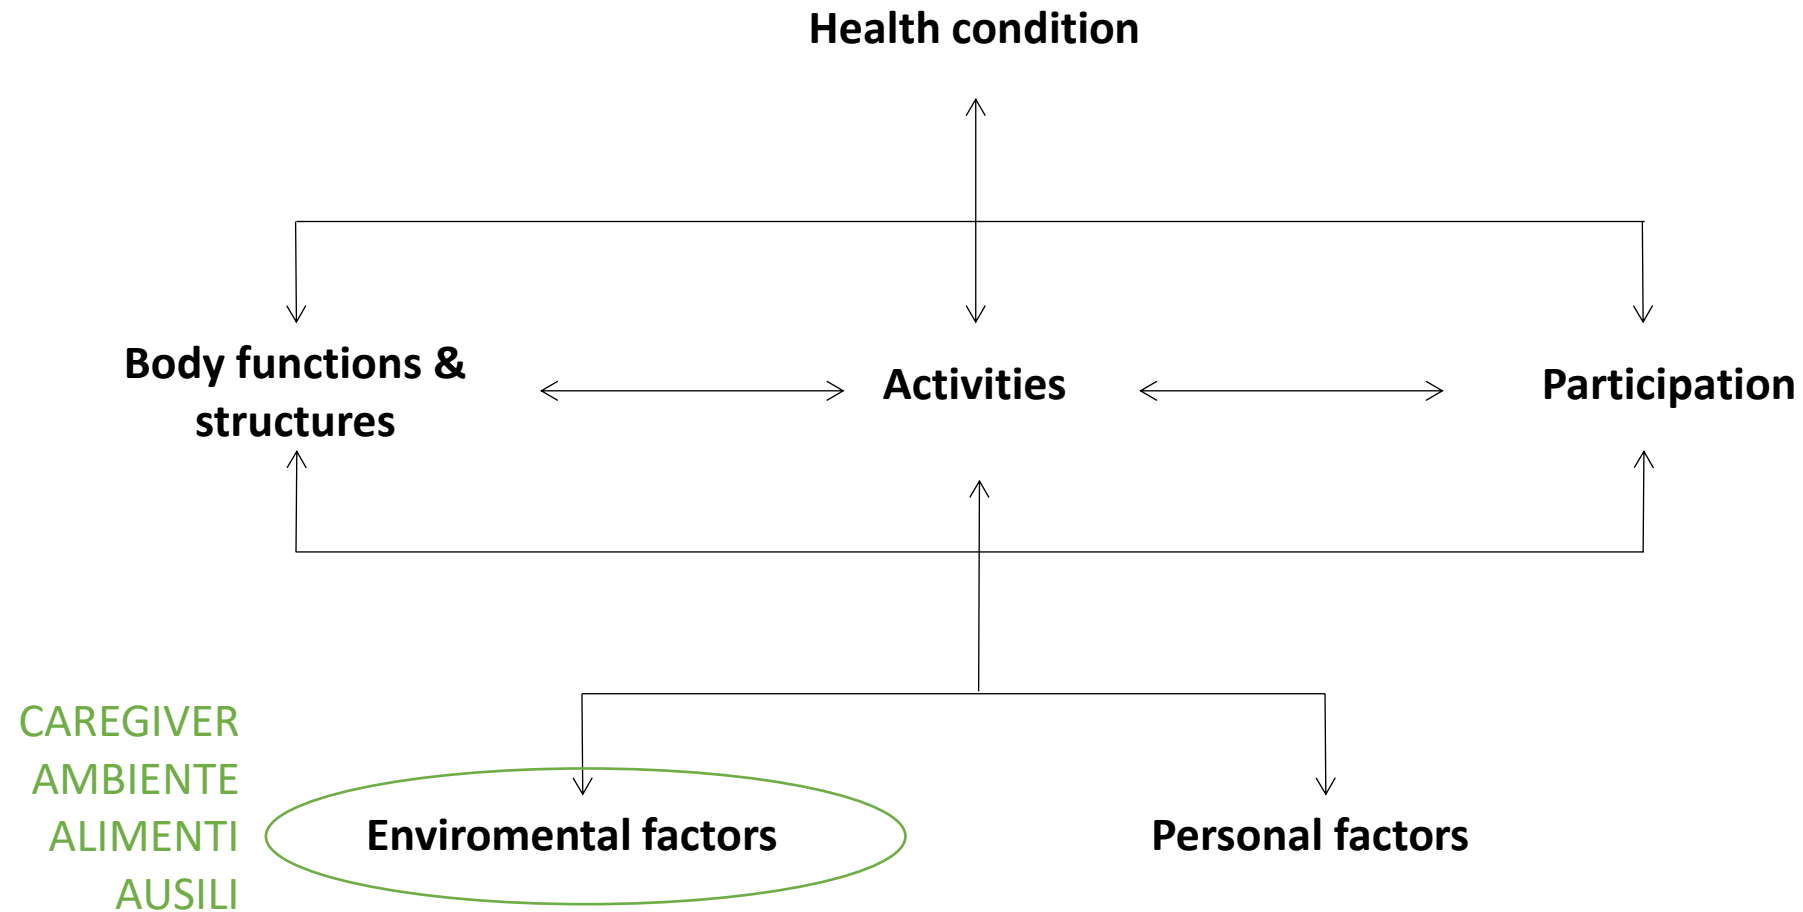 Health condition
Body functions &
structures
Activities
Participation
CAREGIVER
AMBIENTE
ALIMENTI
AUSILI
Enviromental factors
Personal factors